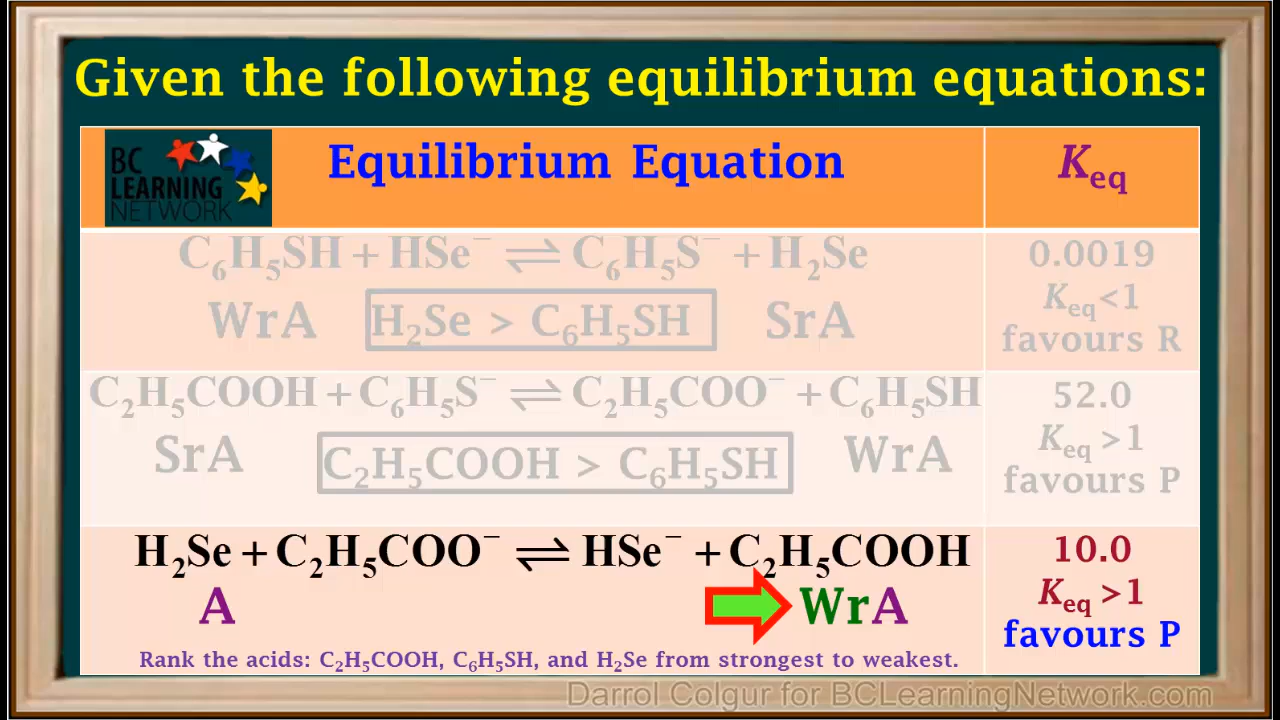 Given the following equilibrium equations:
BC
LEARNING
NETWORK
Equilibrium Equation
K_eq
C₆H₅SH + HSe⁻ ⇌ C₆H₅S⁻ + H₂Se
0.0019
WrA H₂Se > C₆H₅SH SrA
K_eq<1
favours R
C₂H₅COOH + C₆H₅S⁻ ⇌ C₂H₅COO⁻ + C₆H₅SH
52.0
SrA C₂H₅COOH > C₆H₅SH WrA
K_eq >1
favours P
H₂Se + C₂H₅COO⁻ ⇌ HSe⁻ + C₂H₅COOH
10.0
A WrA
K_eq >1
favours P
Rank the acids: C₂H₅COOH, C₆H₅SH, and H₂Se from strongest to weakest.
Darrol Colgur for BCLearningNetwork.com